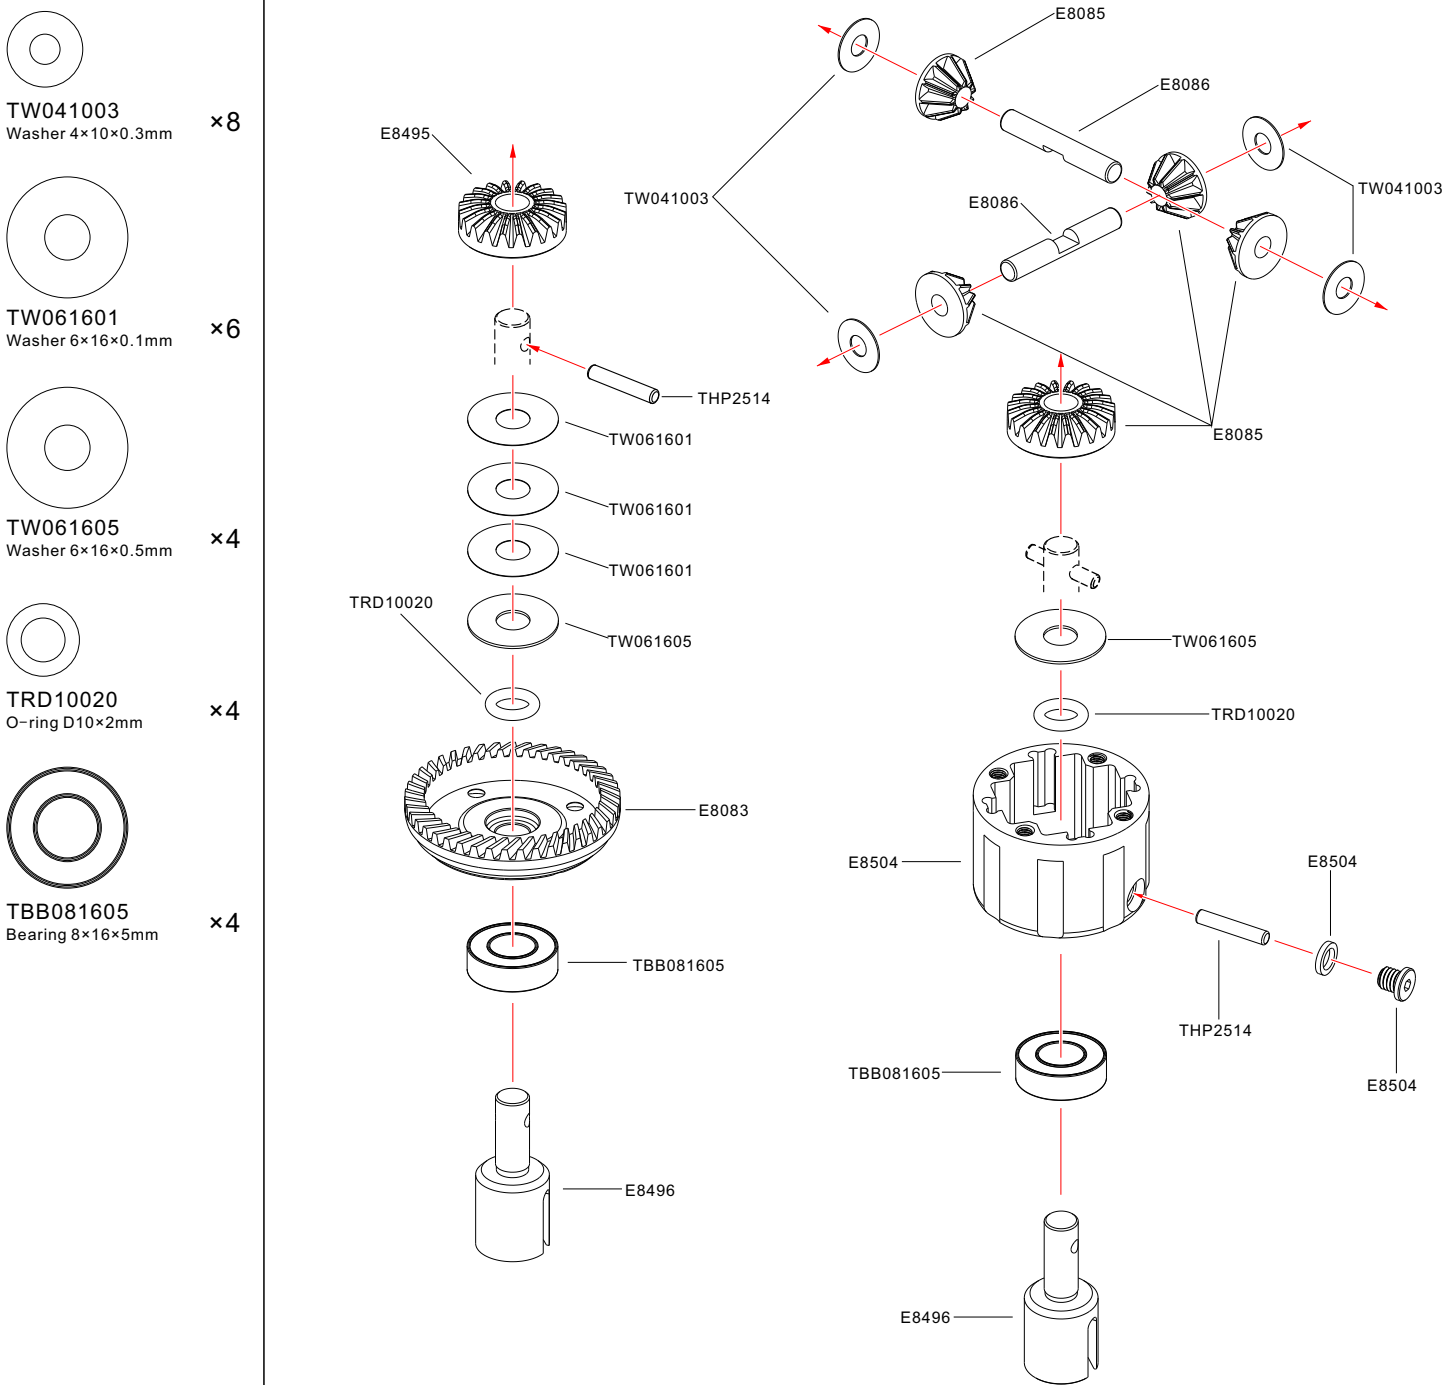 TW041003
Washer 4×10×0.3mm
×8
TW061601
Washer 6×16×0.1mm
×6
TW061605
Washer 6×16×0.5mm
×4
TRD10020
O-ring D10×2mm
×4
TBB081605
Bearing 8×16×5mm
×4
E8495
THP2514
TW061601
TW061601
TW061601
TRD10020
TW061605
E8083
TBB081605
E8496
E8085
E8086
TW041003
E8086
TW041003
E8085
TW061605
TRD10020
E8504
E8504
THP2514
E8504
TBB081605
E8496